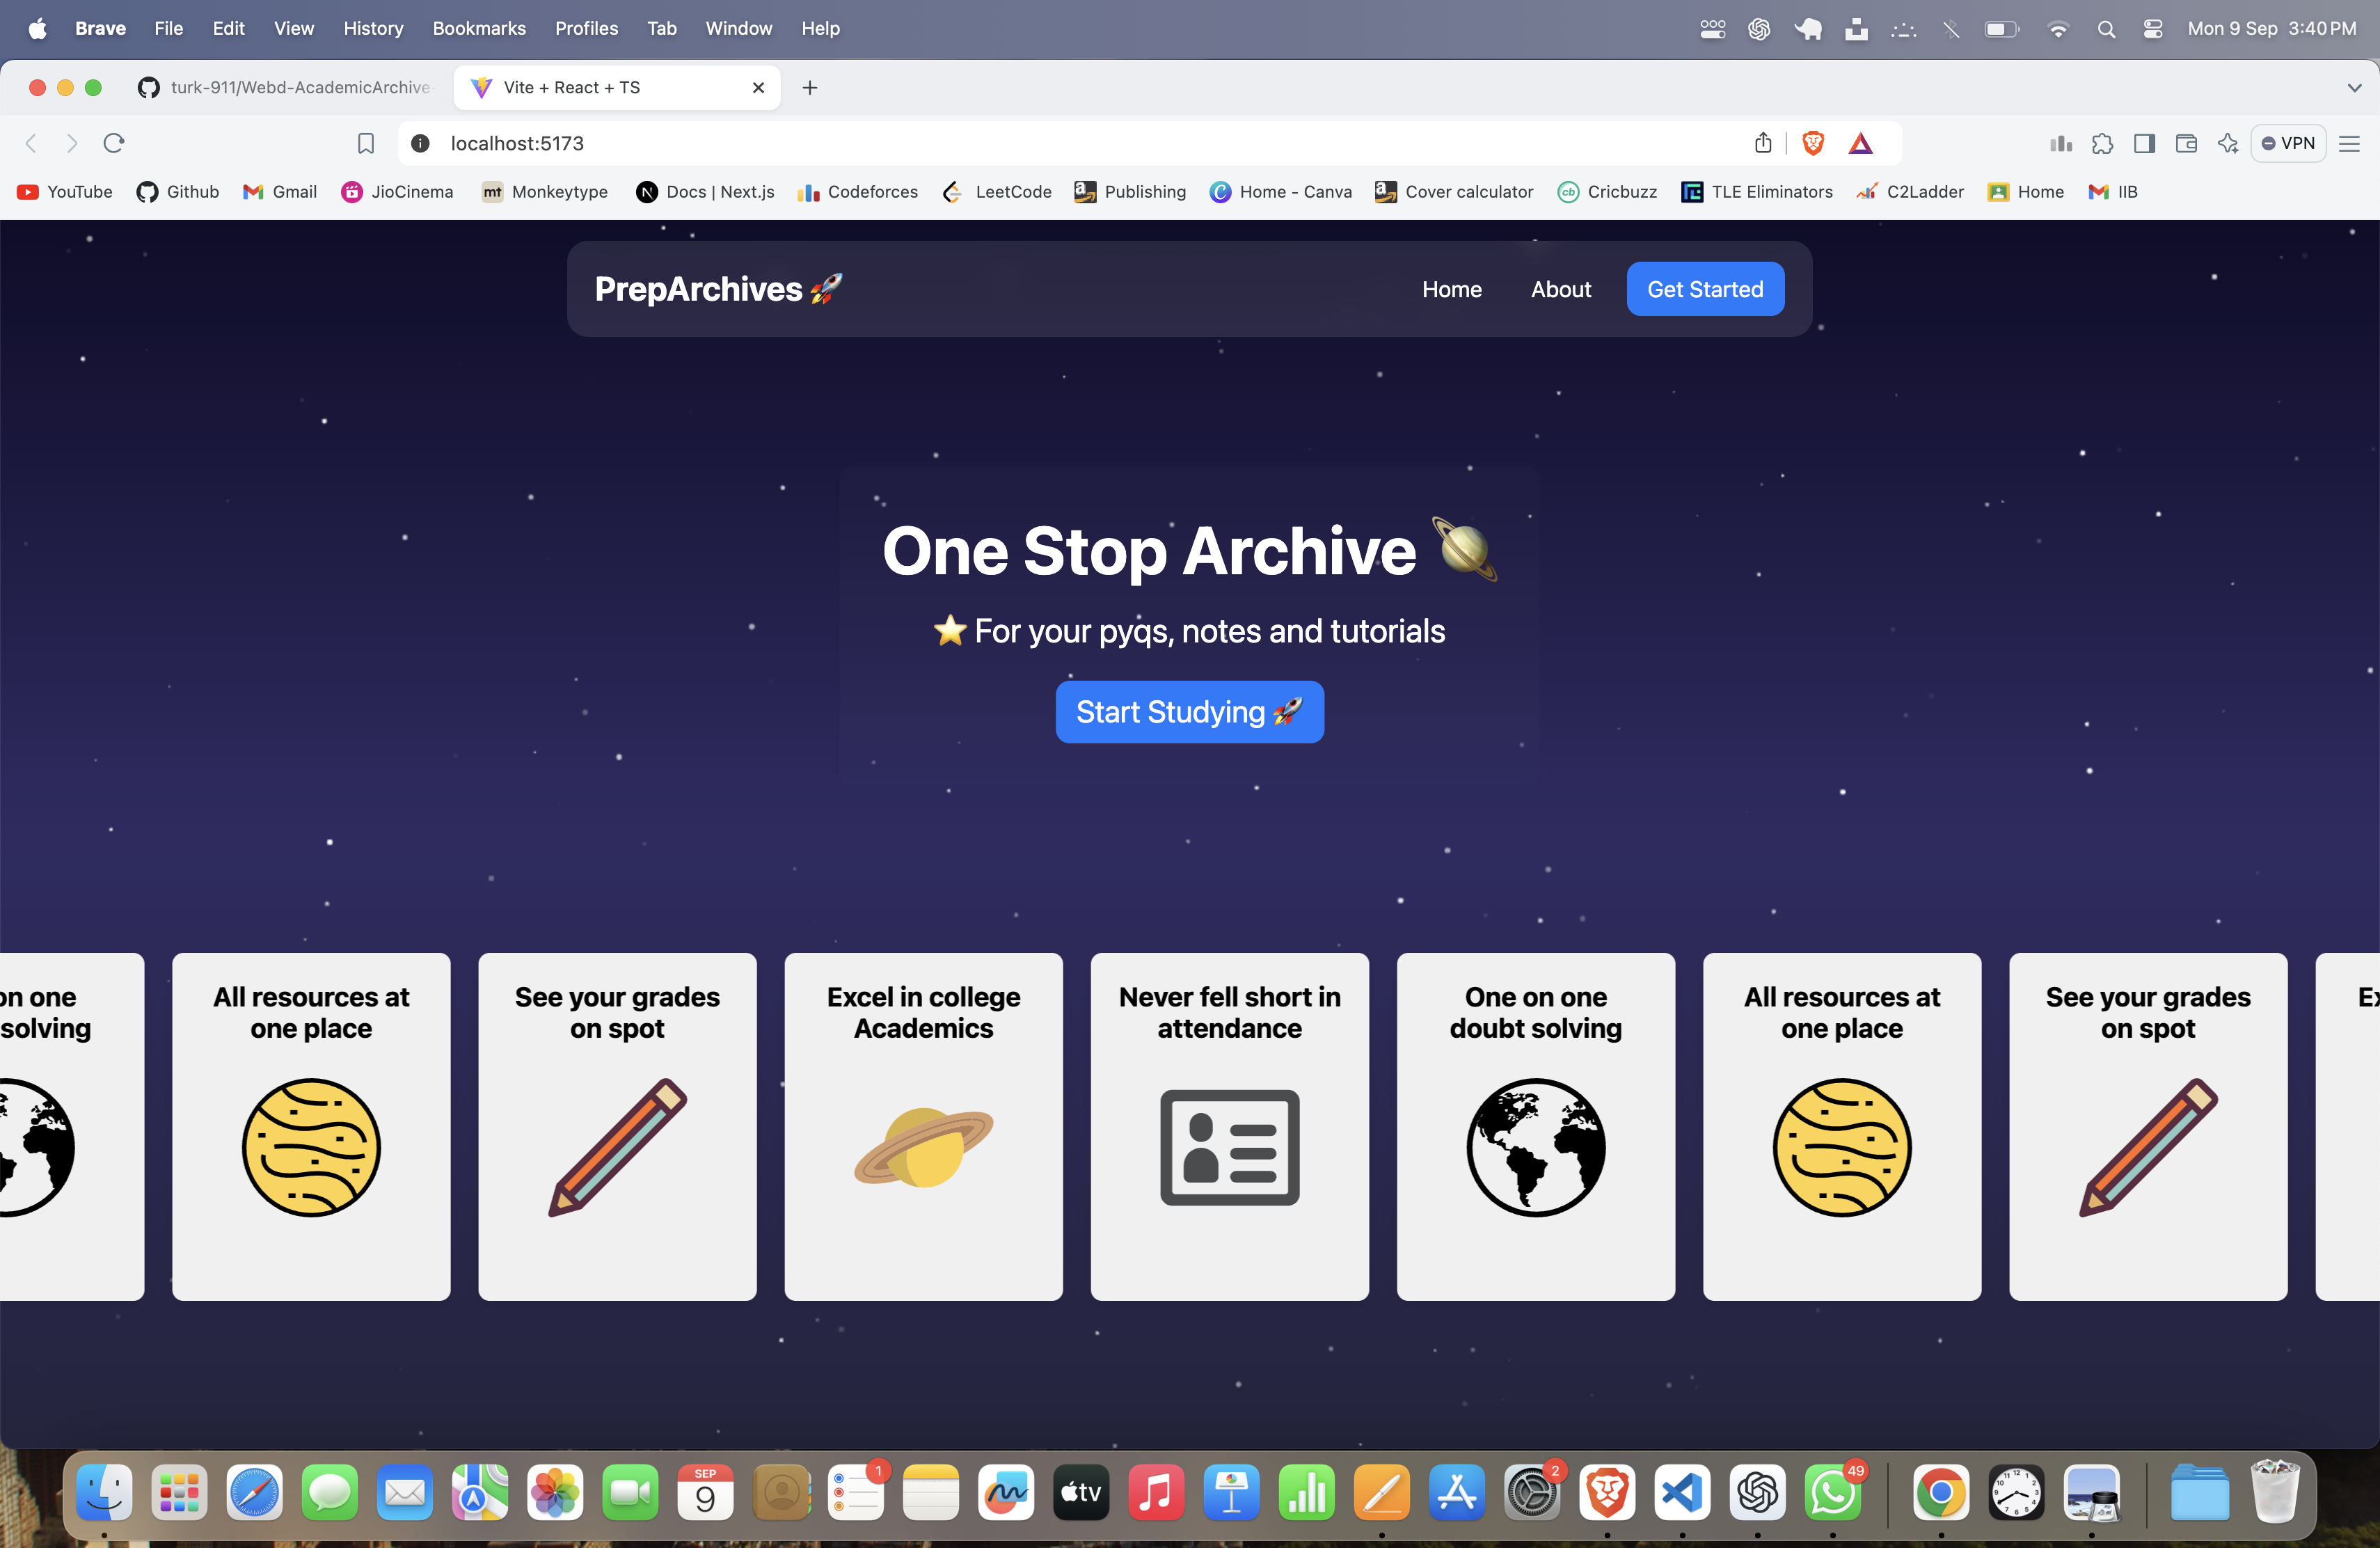 Brave File Edit View History Bookmarks Profiles Tab Window Help Mon 9 Sep 3:40 PM
turk-911/Webd-AcademicArchive- Vite + React + TS
localhost:5173 VPN
YouTube Github Gmail JioCinema mt Monkeytype N Docs | Next.js Codeforces LeetCode Publishing Home - Canva Cover calculator cb Cricbuzz TLE Eliminators C2Ladder Home IIB
PrepArchives Home About Get Started
One Stop Archive
For your pyqs, notes and tutorials
Start Studying
on one
solving
All resources at
one place
See your grades
on spot
Excel in college
Academics
Never fell short in
attendance
One on one
doubt solving
All resources at
one place
See your grades
on spot
SEP
9
1
tv
2
49